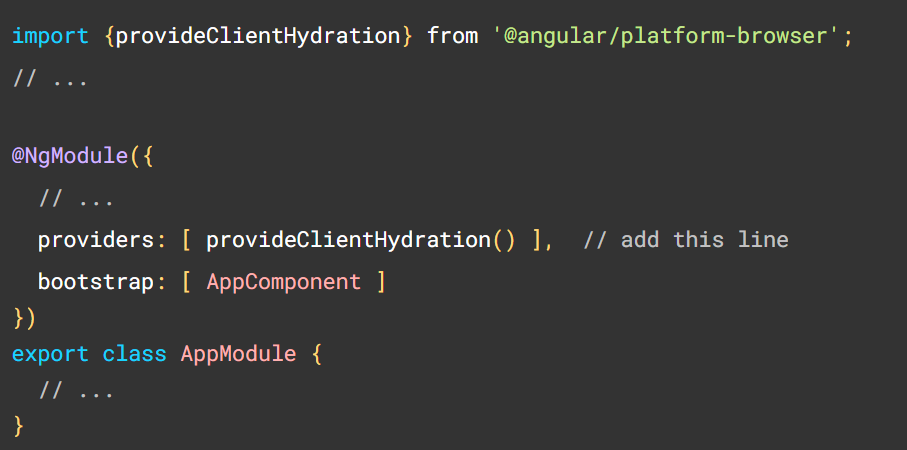 import {provideClientHydration} from '@angular/platform-browser';
// ...
@NgModule({
// ...
providers: [ provideClientHydration() ],  // add this line
bootstrap: [ AppComponent ]
})
export class AppModule {
// ...
}